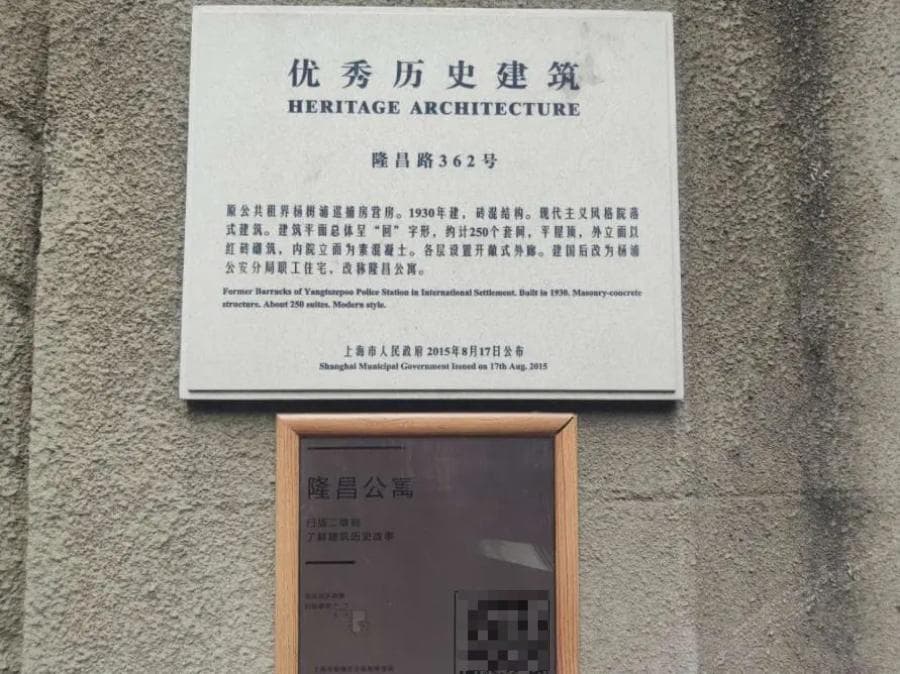 优秀历史建筑
HERITAGE ARCHITECTURE
隆昌路362号
原公共租界杨树浦巡捕房营房。1930年建，砖混结构。现代主义风格院落
式建筑。建筑平面总体呈“回”字形，约计250个套间，平屋顶，外立面以
红砖砌筑，内院立面为素混凝土。各层设置开敞式外廊。建国后改为杨浦
公安分局职工住宅，改称隆昌公寓。
Former Barracks of Yangtszepoo Police Station in International Settlement. Built in 1930. Masonry-concrete
structure. About 250 suites. Modern style.
上海市人民政府 2015年8月17日公布
Shanghai Municipal Government Issued on 17th Aug. 2015
隆昌公寓
扫描二维码
了解建筑历史故事